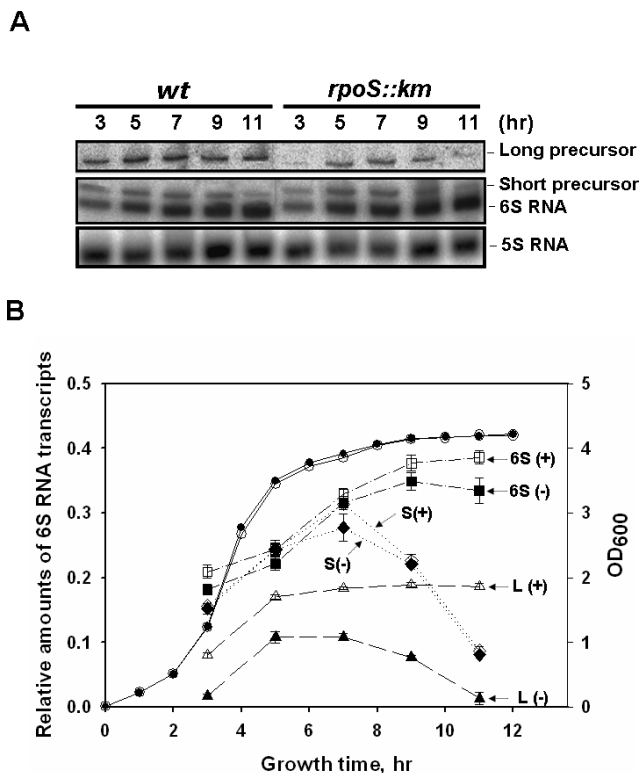 A
wt rpoS::km
3 5 7 9 11 3 5 7 9 11 (hr)
Long precursor
Short precursor
6S RNA
5S RNA
B
Relative amounts of 6S RNA transcripts
0.5
0.4
0.3
0.2
0.1
0.0
5
4
3
2
1
0
OD600
6S (+)
6S (-)
S(+)
S(-)
L (+)
L (-)
0 2 4 6 8 10 12
Growth time, hr